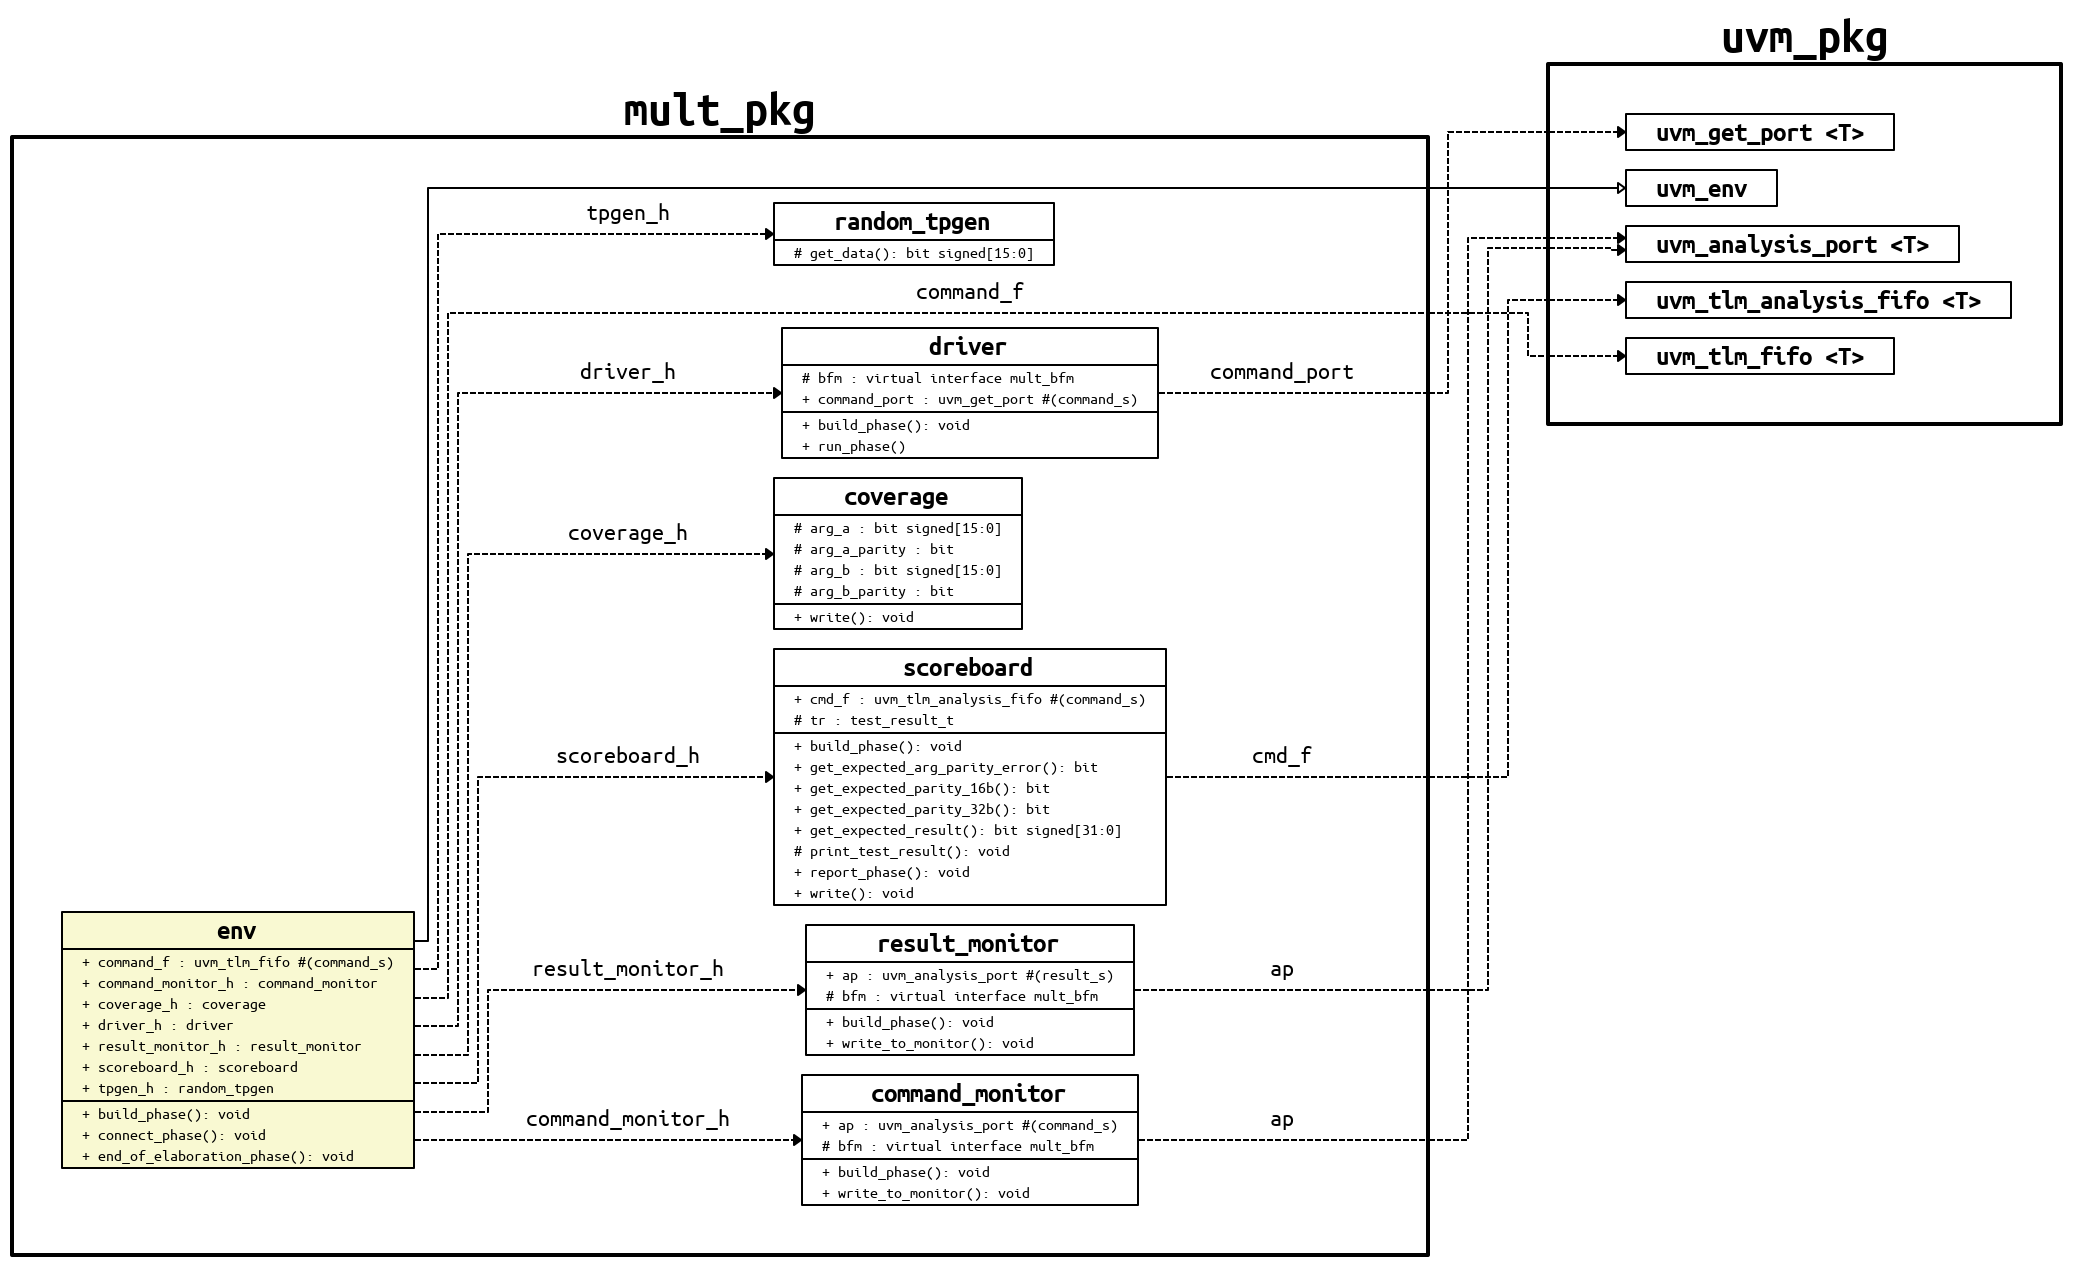 uvm_pkg
mult_pkg
uvm_get_port <T>
uvm_env
uvm_analysis_port <T>
uvm_tlm_analysis_fifo <T>
uvm_tlm_fifo <T>
tpgen_h
random_tpgen
# get_data(): bit signed[15:0]
command_f
driver_h
driver
# bfm : virtual interface mult_bfm
+ command_port : uvm_get_port #(command_s)
+ build_phase(): void
+ run_phase()
command_port
coverage_h
coverage
# arg_a : bit signed[15:0]
# arg_a_parity : bit
# arg_b : bit signed[15:0]
# arg_b_parity : bit
+ write(): void
scoreboard_h
scoreboard
+ cmd_f : uvm_tlm_analysis_fifo #(command_s)
# tr : test_result_t
+ build_phase(): void
+ get_expected_arg_parity_error(): bit
+ get_expected_parity_16b(): bit
+ get_expected_parity_32b(): bit
+ get_expected_result(): bit signed[31:0]
# print_test_result(): void
+ report_phase(): void
+ write(): void
cmd_f
env
+ command_f : uvm_tlm_fifo #(command_s)
+ command_monitor_h : command_monitor
+ coverage_h : coverage
+ driver_h : driver
+ result_monitor_h : result_monitor
+ scoreboard_h : scoreboard
+ tpgen_h : random_tpgen
+ build_phase(): void
+ connect_phase(): void
+ end_of_elaboration_phase(): void
result_monitor_h
result_monitor
+ ap : uvm_analysis_port #(result_s)
# bfm : virtual interface mult_bfm
+ build_phase(): void
+ write_to_monitor(): void
ap
command_monitor_h
command_monitor
+ ap : uvm_analysis_port #(command_s)
# bfm : virtual interface mult_bfm
+ build_phase(): void
+ write_to_monitor(): void
ap